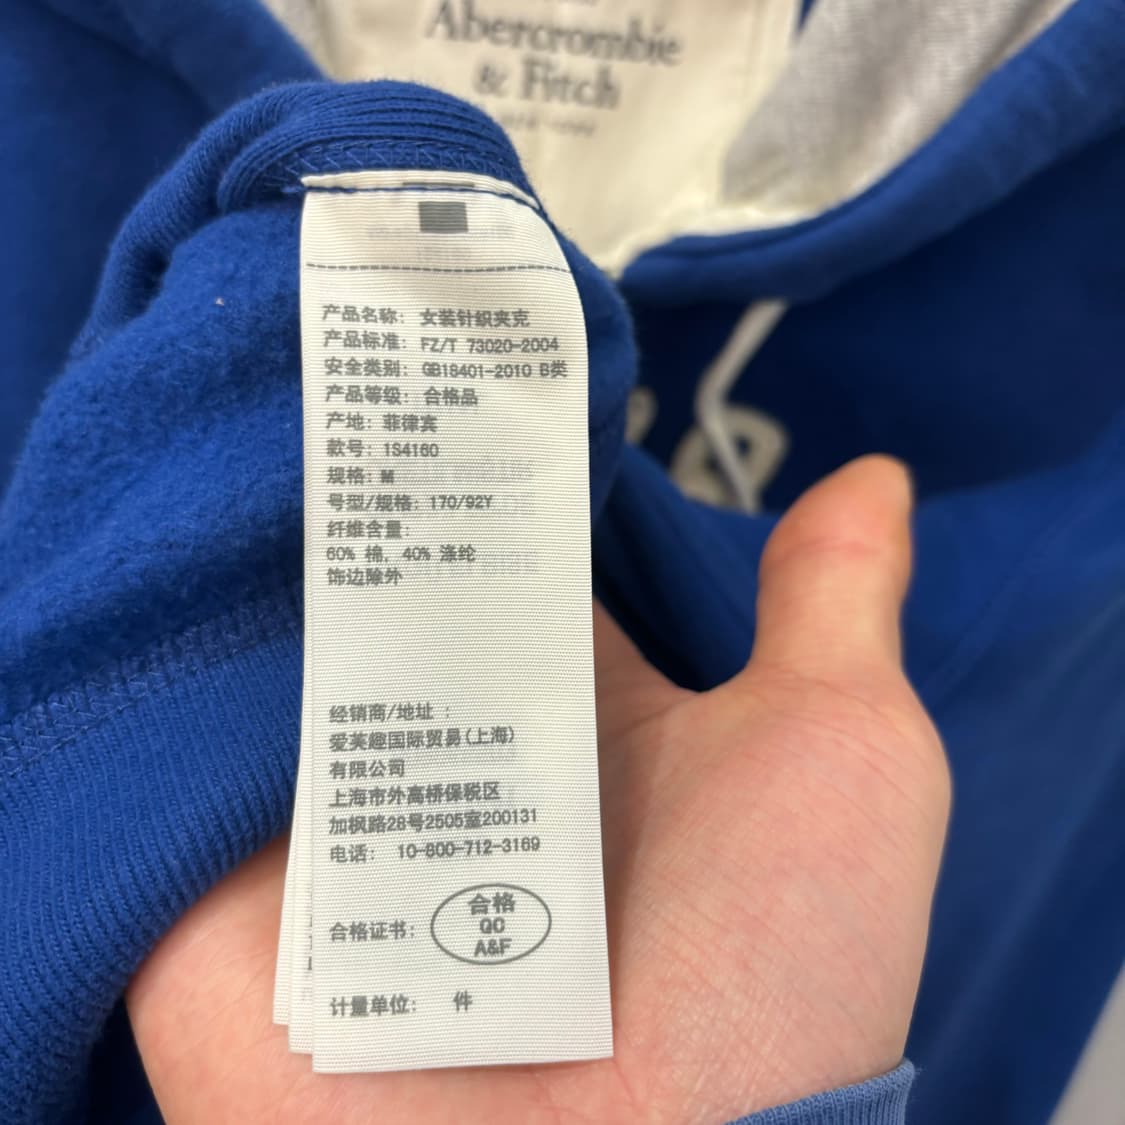 Abercrombie
& Fitch
产品名称: 女装针织夹克
产品标准: FZ/T 73020-2004
安全类别: GB18401-2010 B类
产品等级: 合格品
产地: 菲律宾
款号: 1S4160
规格: M
号型/规格: 170/92Y
纤维含量:
60% 棉, 40% 涤纶
饰边除外
经销商/地址 :
爱芙趣国际贸易(上海)
有限公司
上海市外高桥保税区
加枫路28号2505室200131
电话: 10-800-712-3169
合格证书:
合格
QC
A&F
计量单位: 件